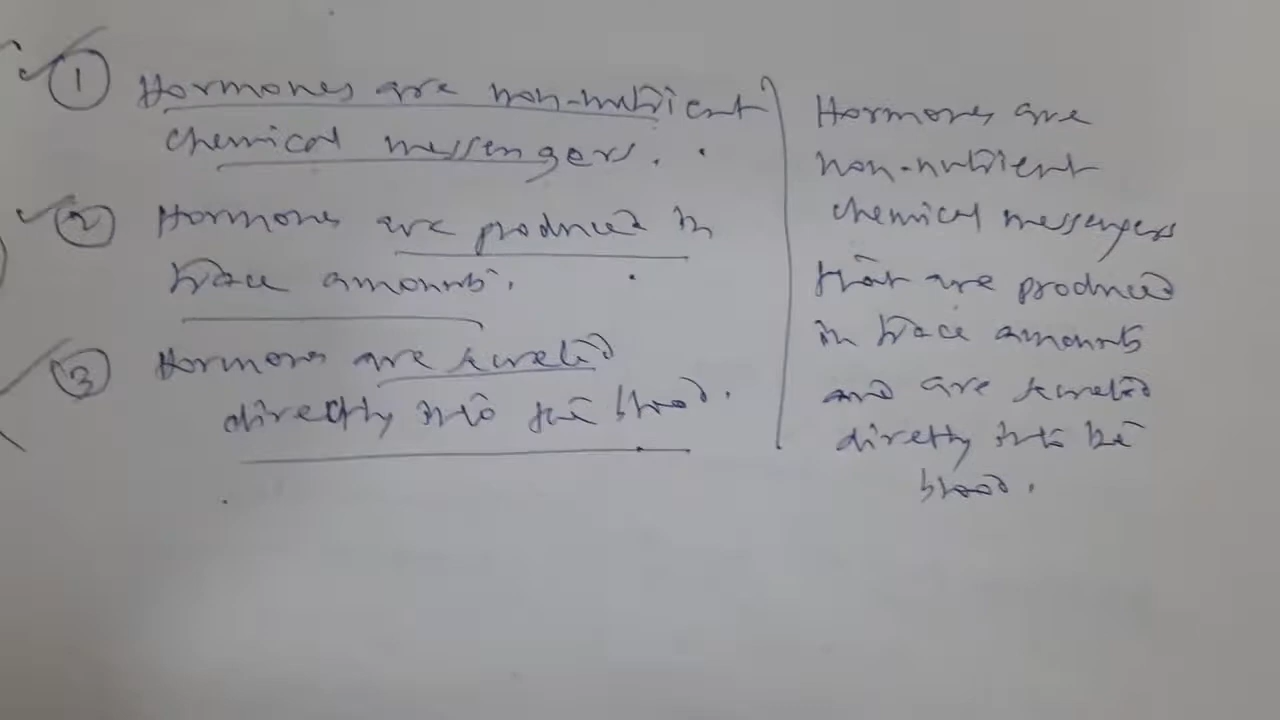 1 Hormones are non-nutrient
chemical messengers.
2 Hormones are produced in
trace amounts.
3 Hormones are secreted
directly into the blood.
Hormones are
non-nutrient
chemical messengers
that are produced
in trace amounts
and are secreted
directly into the
blood.